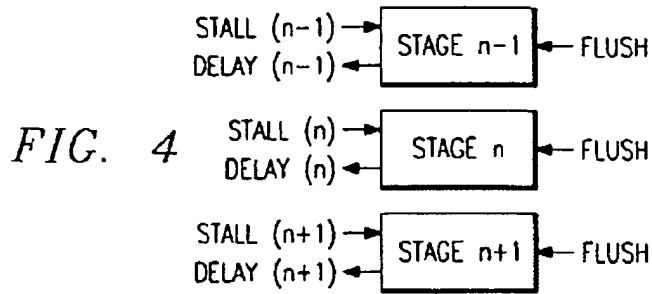 STALL (n-1)
DELAY (n-1)
STAGE n-1
FLUSH
FIG. 4
STALL (n)
DELAY (n)
STAGE n
FLUSH
STALL (n+1)
DELAY (n+1)
STAGE n+1
FLUSH